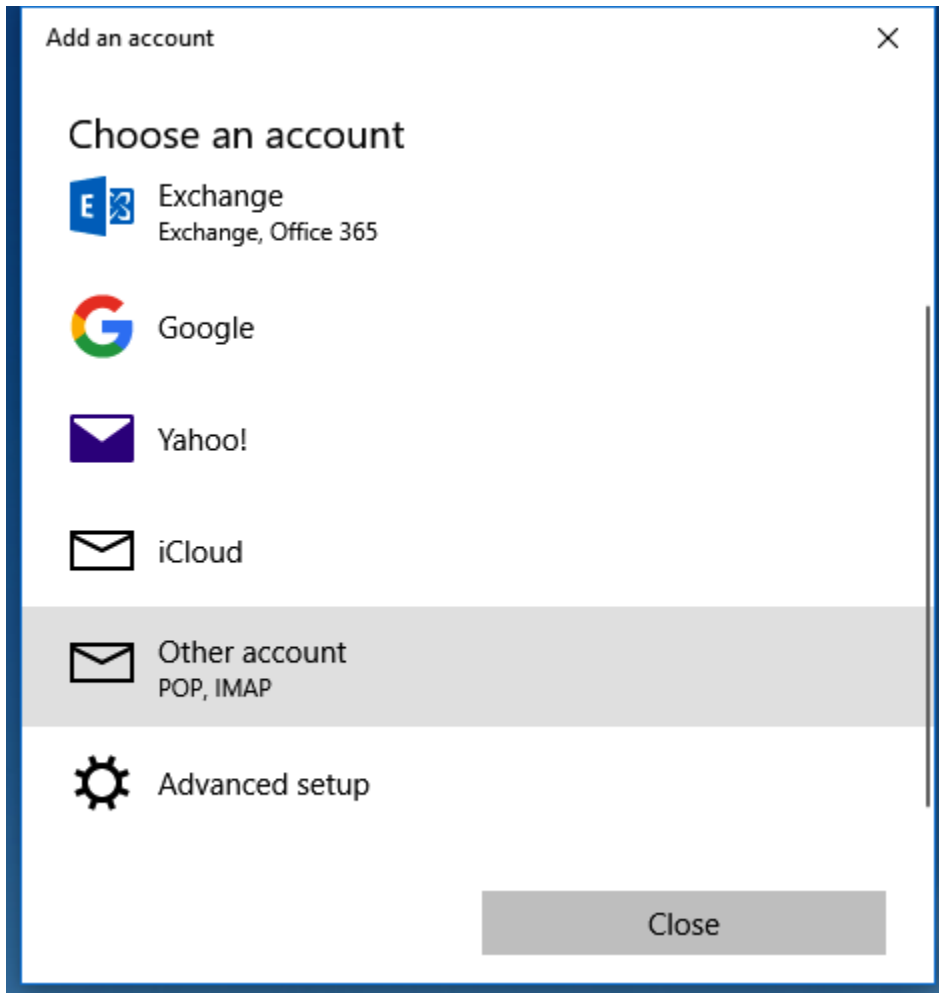 Add an account
Choose an account
Exchange
Exchange, Office 365
Google
Yahoo!
iCloud
Other account
POP, IMAP
Advanced setup
Close